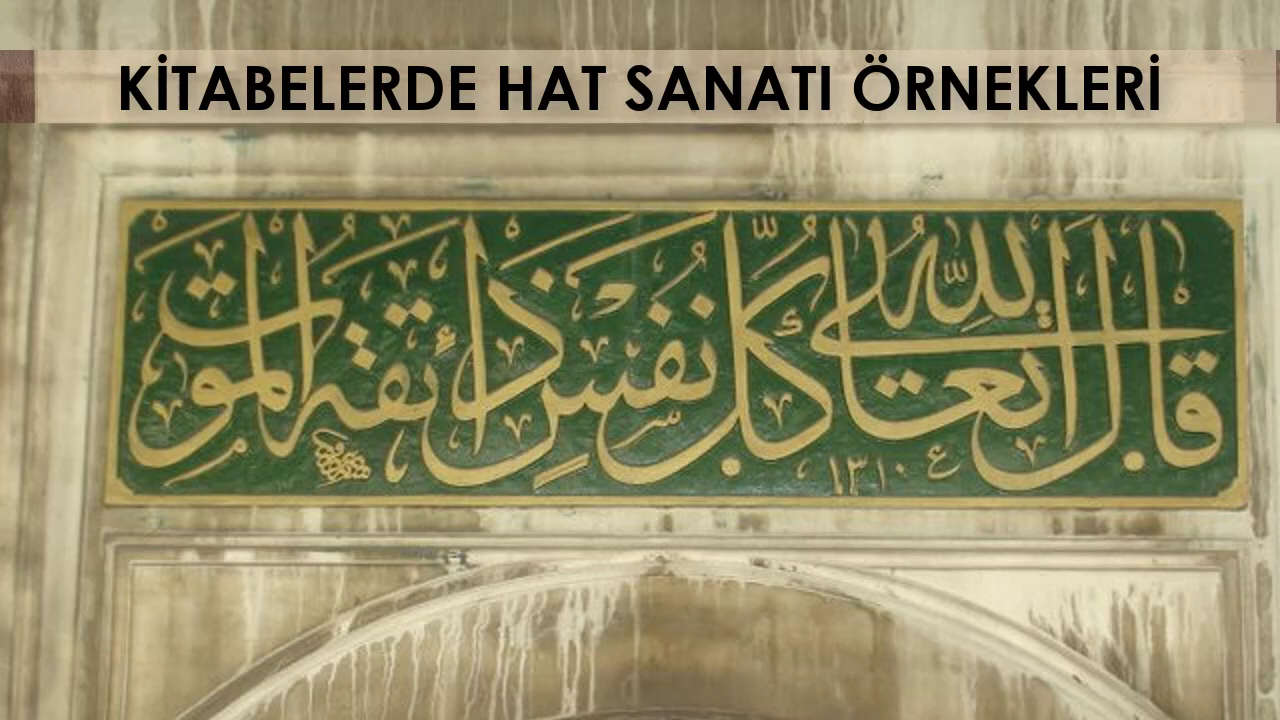 KİTABELERDE HAT SANATI ÖRNEKLERİ
قال الله تعالى كل نفس ذائقة الموت
١٣١٠